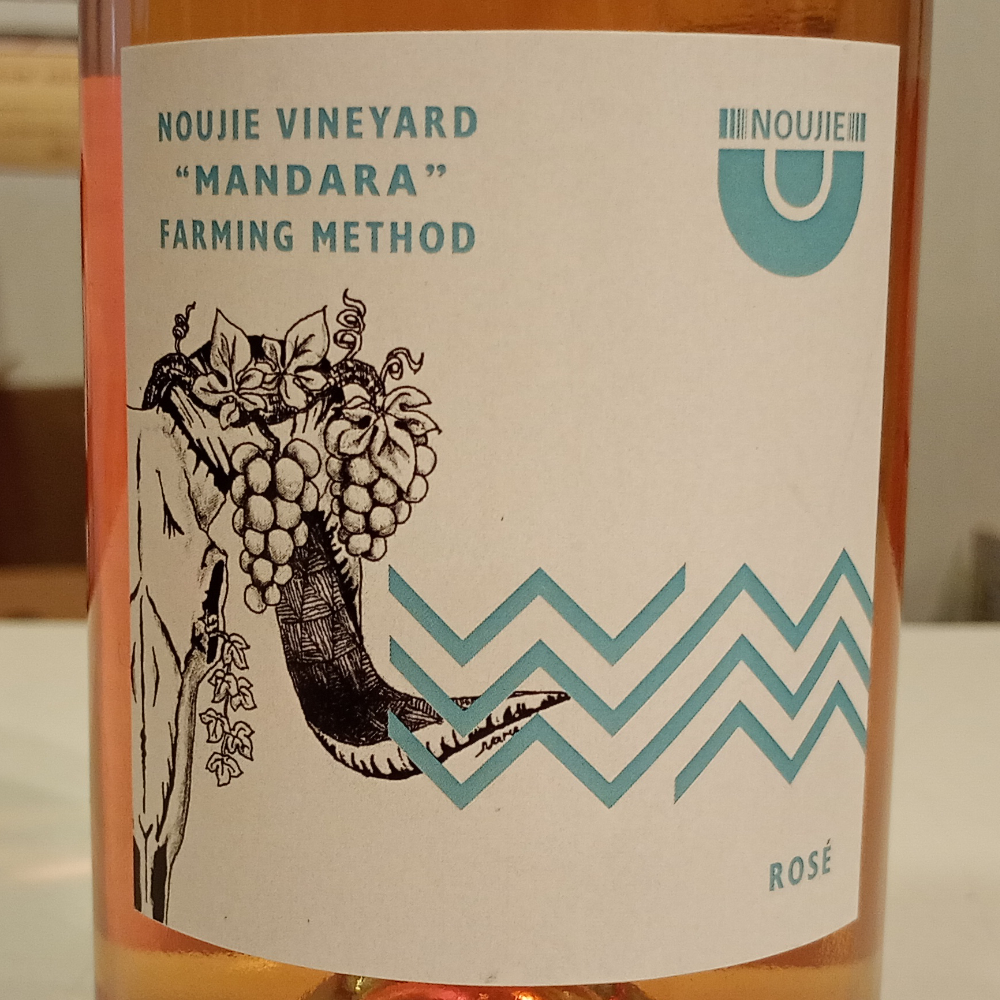 NOUJIE VINEYARD
“MANDARA”
FARMING METHOD
NOUJIE
ROSÉ